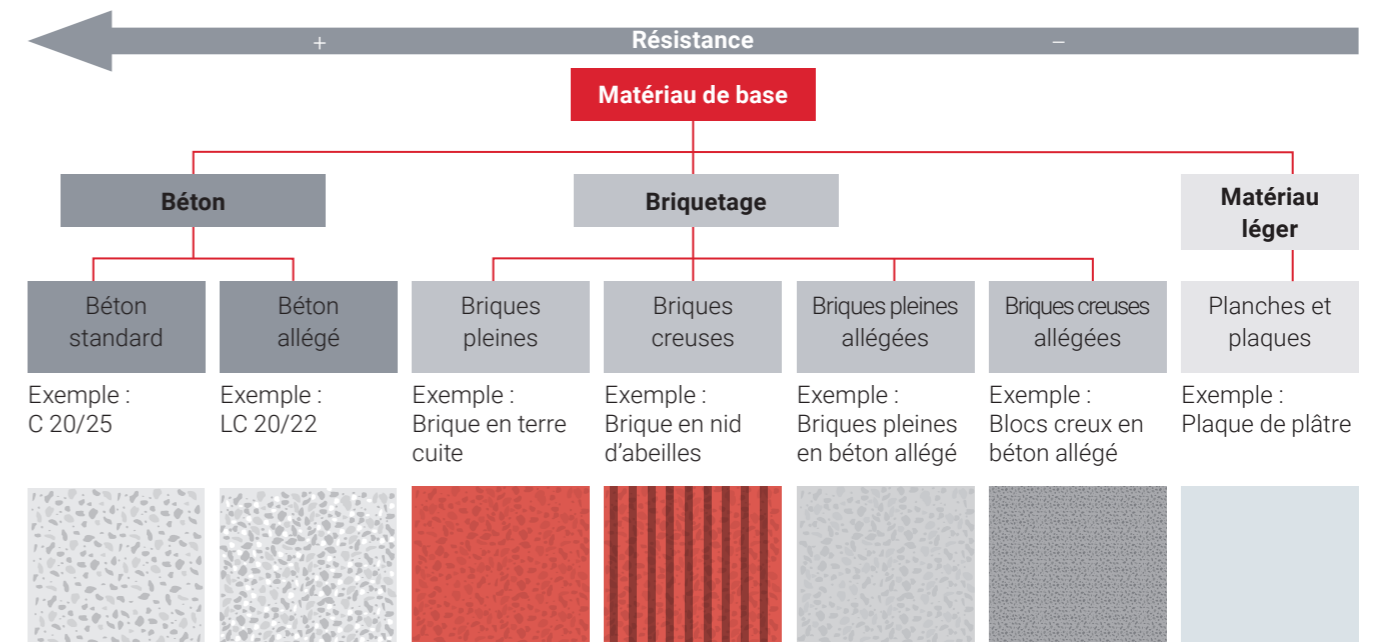 + Résistance –
Matériau de base
Béton
Briquetage
Matériau
léger
Béton
standard
Béton
allégé
Briques
pleines
Briques
creuses
Briques pleines
allégées
Briques creuses
allégées
Planches et
plaques
Exemple :
C 20/25
Exemple :
LC 20/22
Exemple :
Brique en terre
cuite
Exemple :
Brique en nid
d’abeilles
Exemple :
Briques pleines
en béton allégé
Exemple :
Blocs creux en
béton allégé
Exemple :
Plaque de plâtre